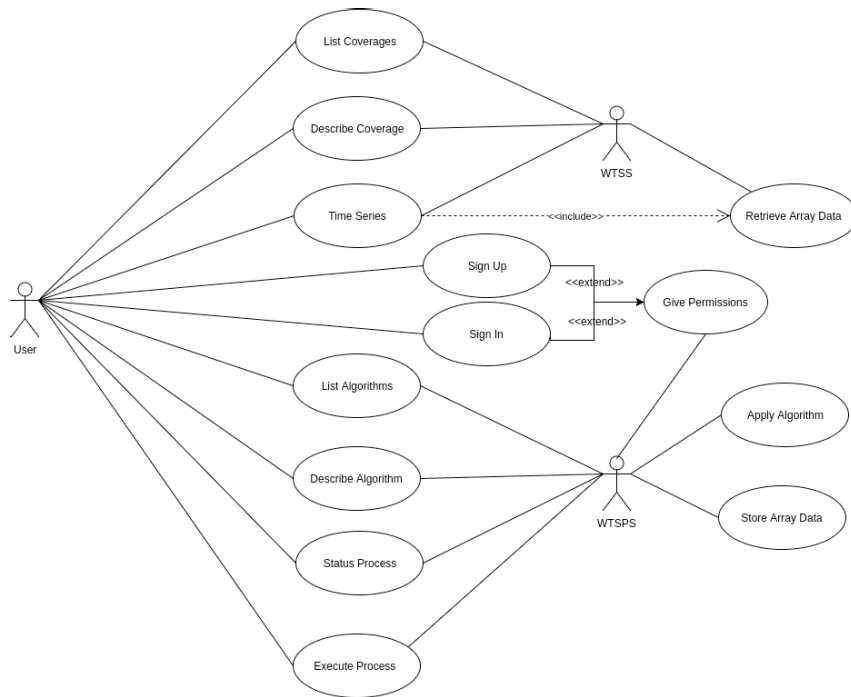 List Coverages
Describe Coverage
WTSS
Time Series
<<include>>
Retrieve Array Data
Sign Up
<<extend>>
Give Permissions
<<extend>>
Sign In
User
List Algorithms
Apply Algorithm
Describe Algorithm
WTSPS
Store Array Data
Status Process
Execute Process